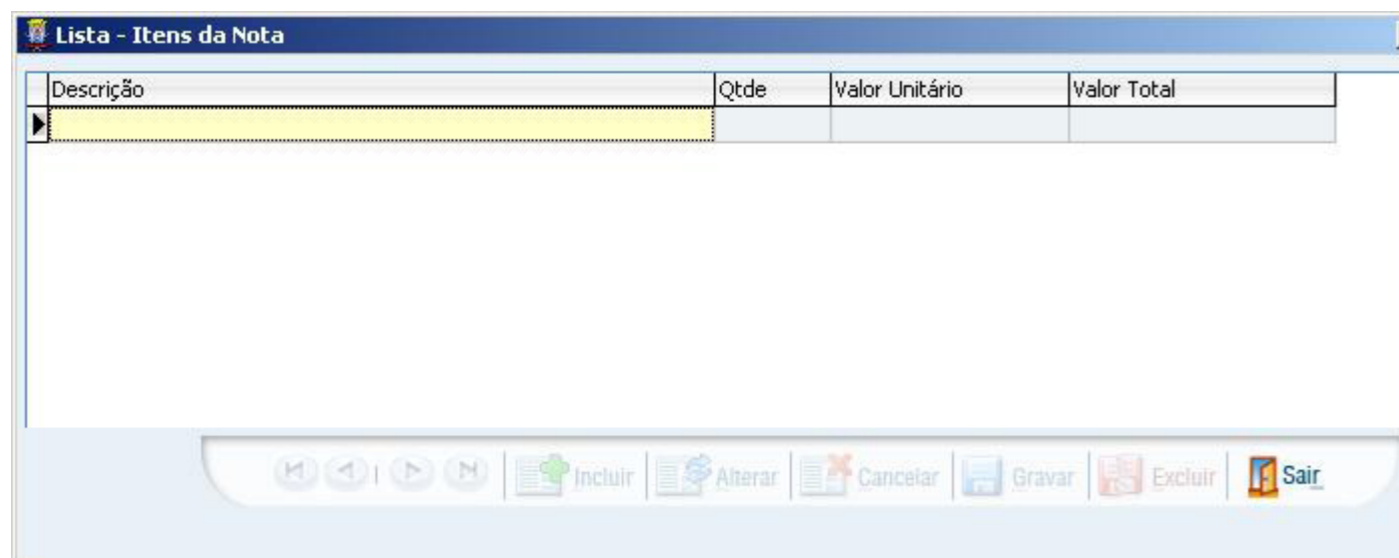 Lista - Itens da Nota
Descrição Qtde Valor Unitário Valor Total
Incluir Alterar Cancelar Gravar Excluir Sair